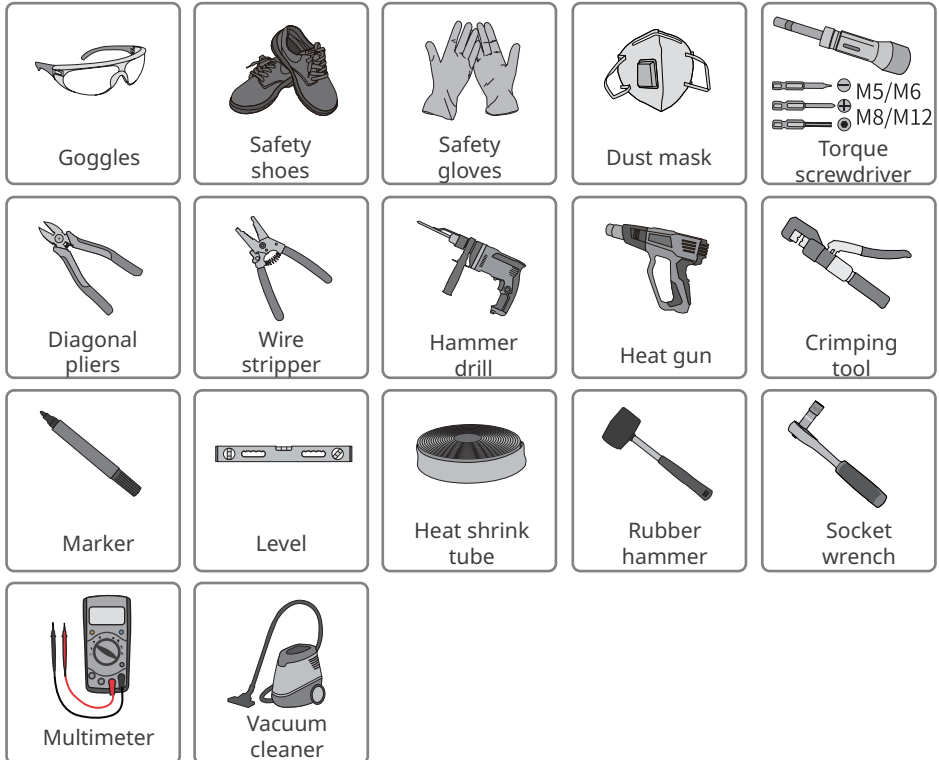 Goggles
Safety
shoes
Safety
gloves
Dust mask
M5/M6
M8/M12
Torque
screwdriver
Diagonal
pliers
Wire
stripper
Hammer
drill
Heat gun
Crimping
tool
Marker
Level
Heat shrink
tube
Rubber
hammer
Socket
wrench
Multimeter
Vacuum
cleaner